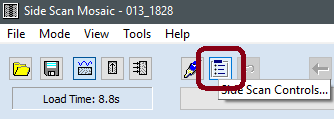 Side Scan Mosaic - 013_1828
File View Mode Tools Help
Load Time: 8.8s
Side Scan Controls...